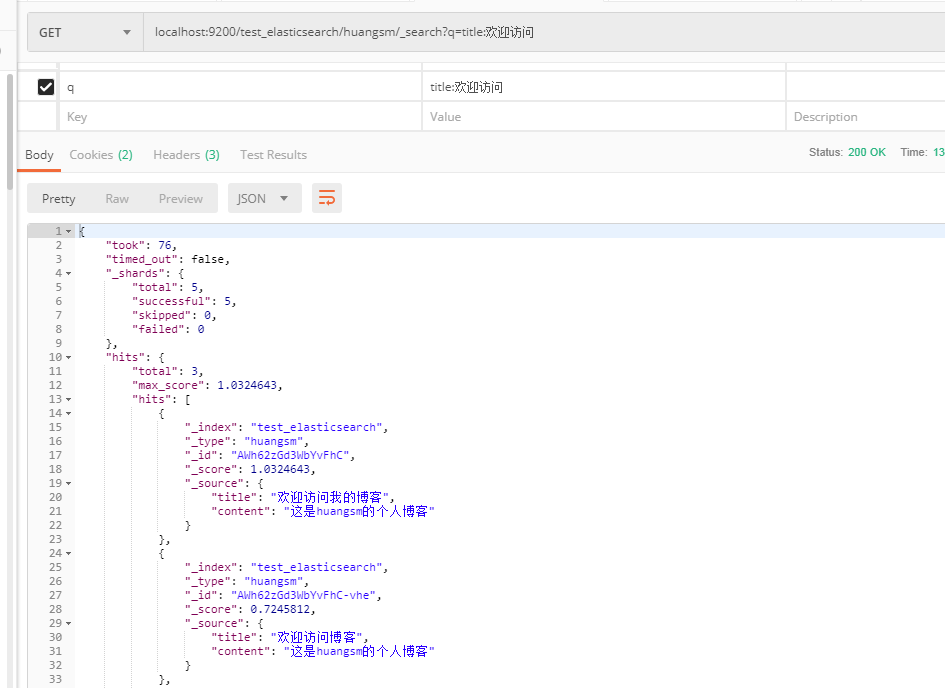 GET localhost:9200/test_elasticsearch/huangsm/_search?q=title:欢迎访问
q title:欢迎访问
Key Value Description
Body Cookies (2) Headers (3) Test Results Status: 200 OK Time: 13
Pretty Raw Preview JSON
1 {
2 "took": 76,
3 "timed_out": false,
4 "_shards": {
5 "total": 5,
6 "successful": 5,
7 "skipped": 0,
8 "failed": 0
9 },
10 "hits": {
11 "total": 3,
12 "max_score": 1.0324643,
13 "hits": [
14 {
15 "_index": "test_elasticsearch",
16 "_type": "huangsm",
17 "_id": "AWh62zGd3WbYvFhC",
18 "_score": 1.0324643,
19 "_source": {
20 "title": "欢迎访问我的博客",
21 "content": "这是huangsm的个人博客"
22 }
23 },
24 {
25 "_index": "test_elasticsearch",
26 "_type": "huangsm",
27 "_id": "AWh62zGd3WbYvFhC-vhe",
28 "_score": 0.7245812,
29 "_source": {
30 "title": "欢迎访问博客",
31 "content": "这是huangsm的个人博客"
32 }
33 },